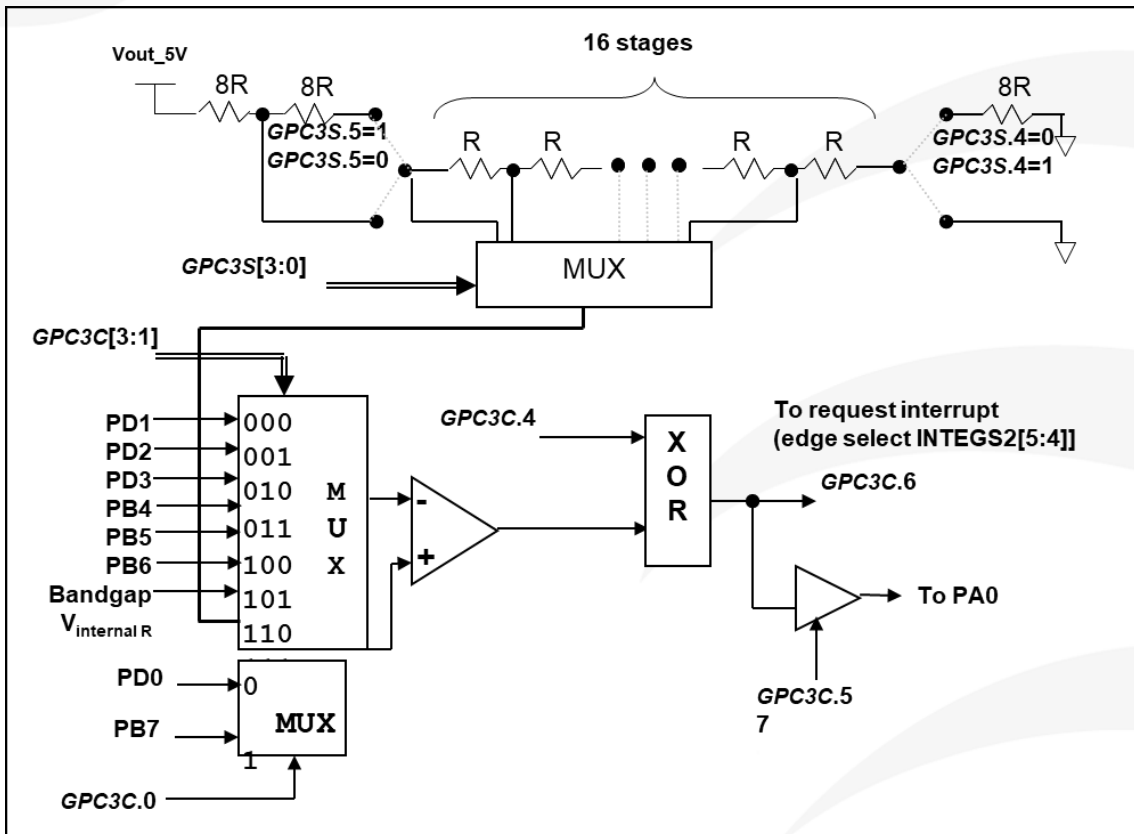 16 stages
Vout_5V
8R
8R
8R
GPC3S.5=1
GPC3S.5=0
R
R
R
R
GPC3S.4=0
GPC3S.4=1
GPC3S[3:0]
MUX
GPC3C[3:1]
PD1
PD2
PD3
PB4
PB5
PB6
Bandgap
Vinternal R
000
001
010
011
100
101
110
M
U
X
-
+
GPC3C.4
X
O
R
To request interrupt
(edge select INTEGS2[5:4]]
GPC3C.6
To PA0
GPC3C.5
7
PD0
PB7
0
MUX
1
GPC3C.0